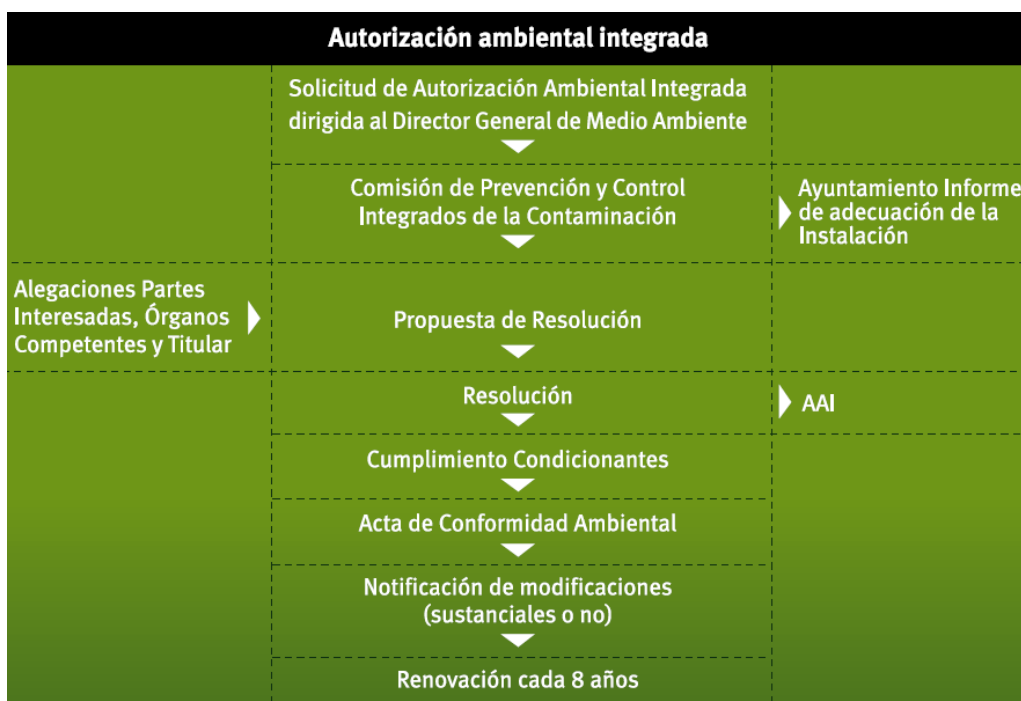 Autorización ambiental integrada
Solicitud de Autorización Ambiental Integrada
dirigida al Director General de Medio Ambiente
Comisión de Prevención y Control
Integrados de la Contaminación
Ayuntamiento Informe
de adecuación de la
Instalación
Alegaciones Partes
Interesadas, Órganos
Competentes y Titular
Propuesta de Resolución
Resolución
AAI
Cumplimiento Condicionantes
Acta de Conformidad Ambiental
Notificación de modificaciones
(sustanciales o no)
Renovación cada 8 años